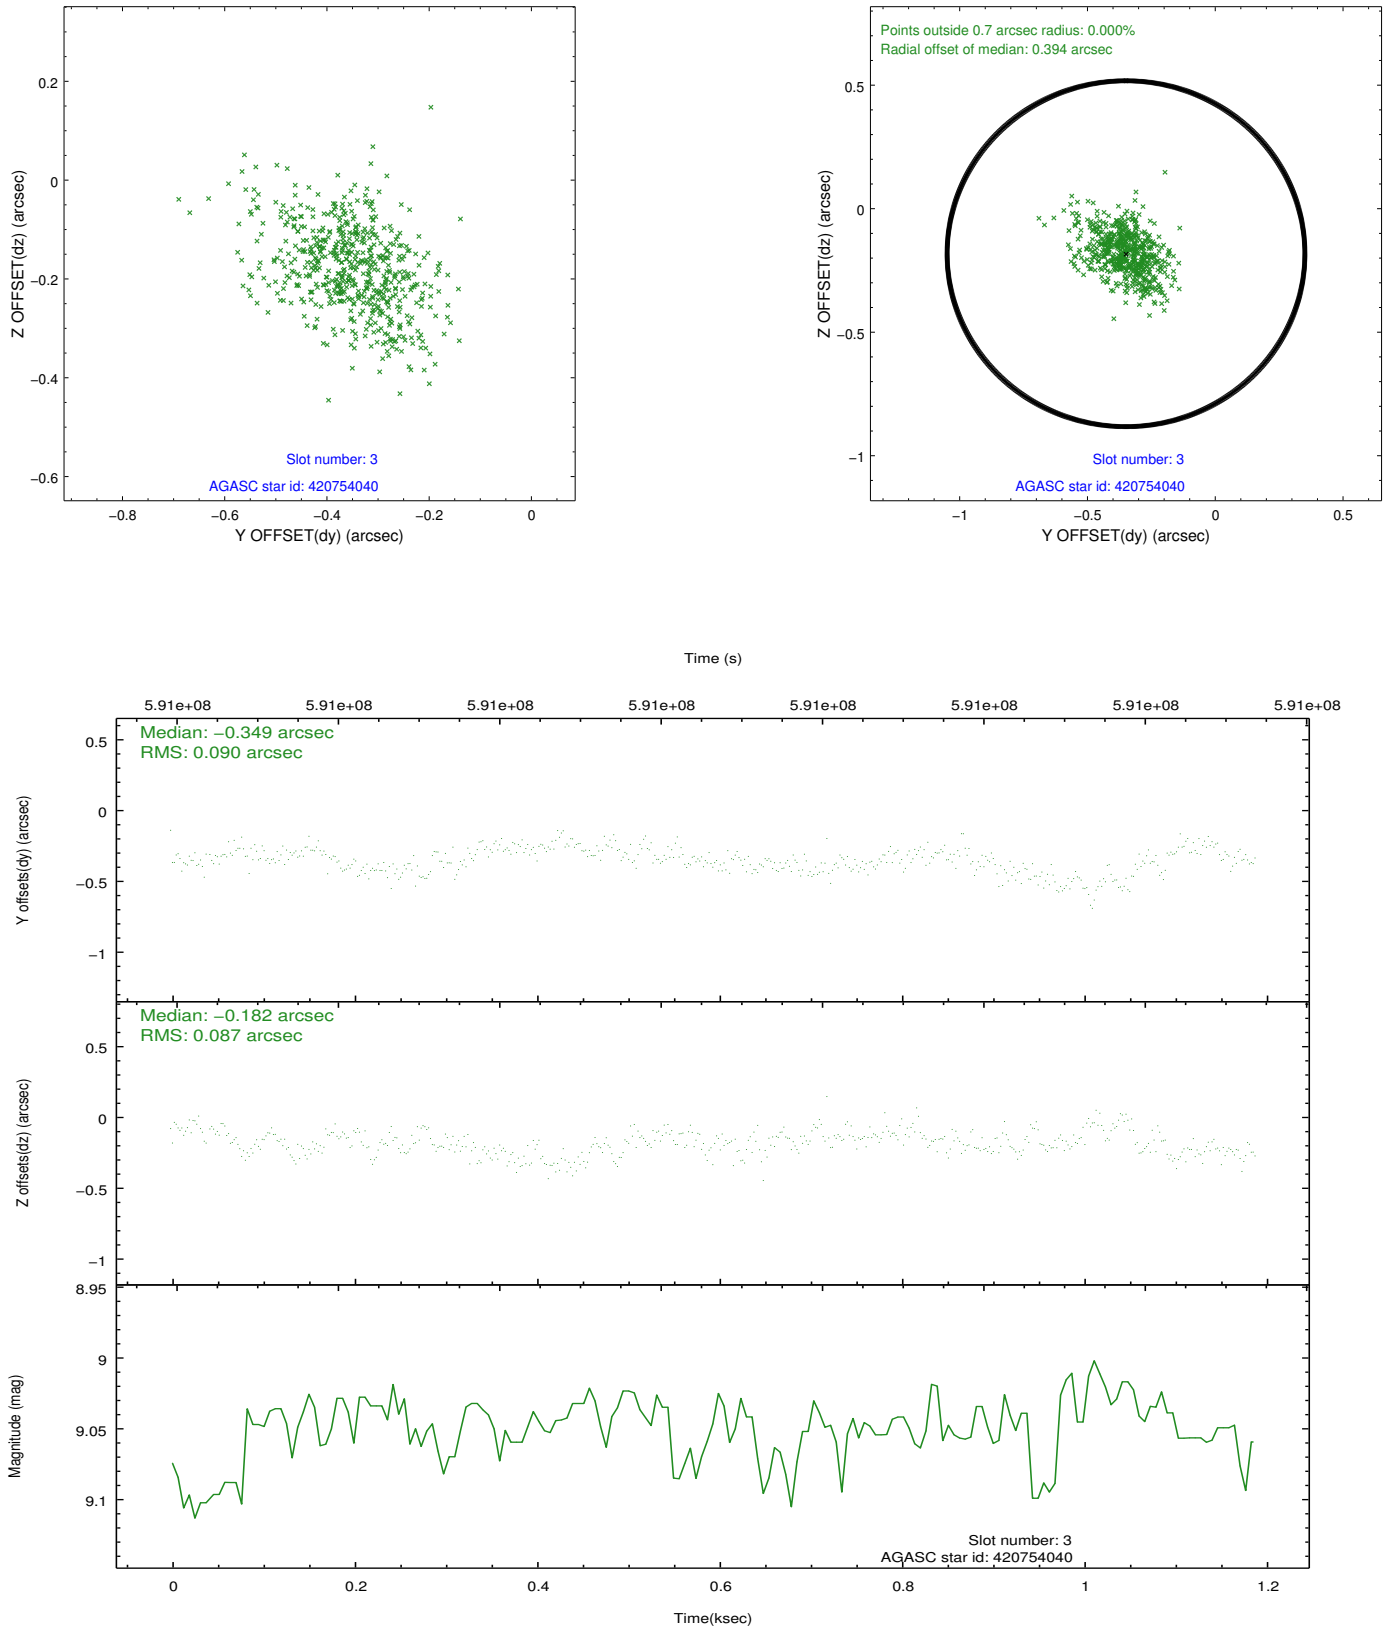 0.2
0
−0.2
−0.4
−0.6
Z OFFSET(dz) (arcsec)
Slot number: 3
AGASC star id: 420754040
−0.8
−0.6
−0.4
−0.2
0
Y OFFSET(dy) (arcsec)
Points outside 0.7 arcsec radius: 0.000%
Radial offset of median: 0.394 arcsec
0.5
0
−0.5
−1
Z OFFSET(dz) (arcsec)
Slot number: 3
AGASC star id: 420754040
−1
−0.5
0
0.5
Y OFFSET(dy) (arcsec)
Time (s)
5.91e+08
5.91e+08
5.91e+08
5.91e+08
5.91e+08
5.91e+08
5.91e+08
5.91e+08
Median: −0.349 arcsec
RMS: 0.090 arcsec
0.5
0
−0.5
−1
Y offsets(dy) (arcsec)
Median: −0.182 arcsec
RMS: 0.087 arcsec
0.5
0
−0.5
−1
Z offsets(dz) (arcsec)
8.95
9
9.05
9.1
Magnitude (mag)
Slot number: 3
AGASC star id: 420754040
0
0.2
0.4
0.6
0.8
1
1.2
Time(ksec)